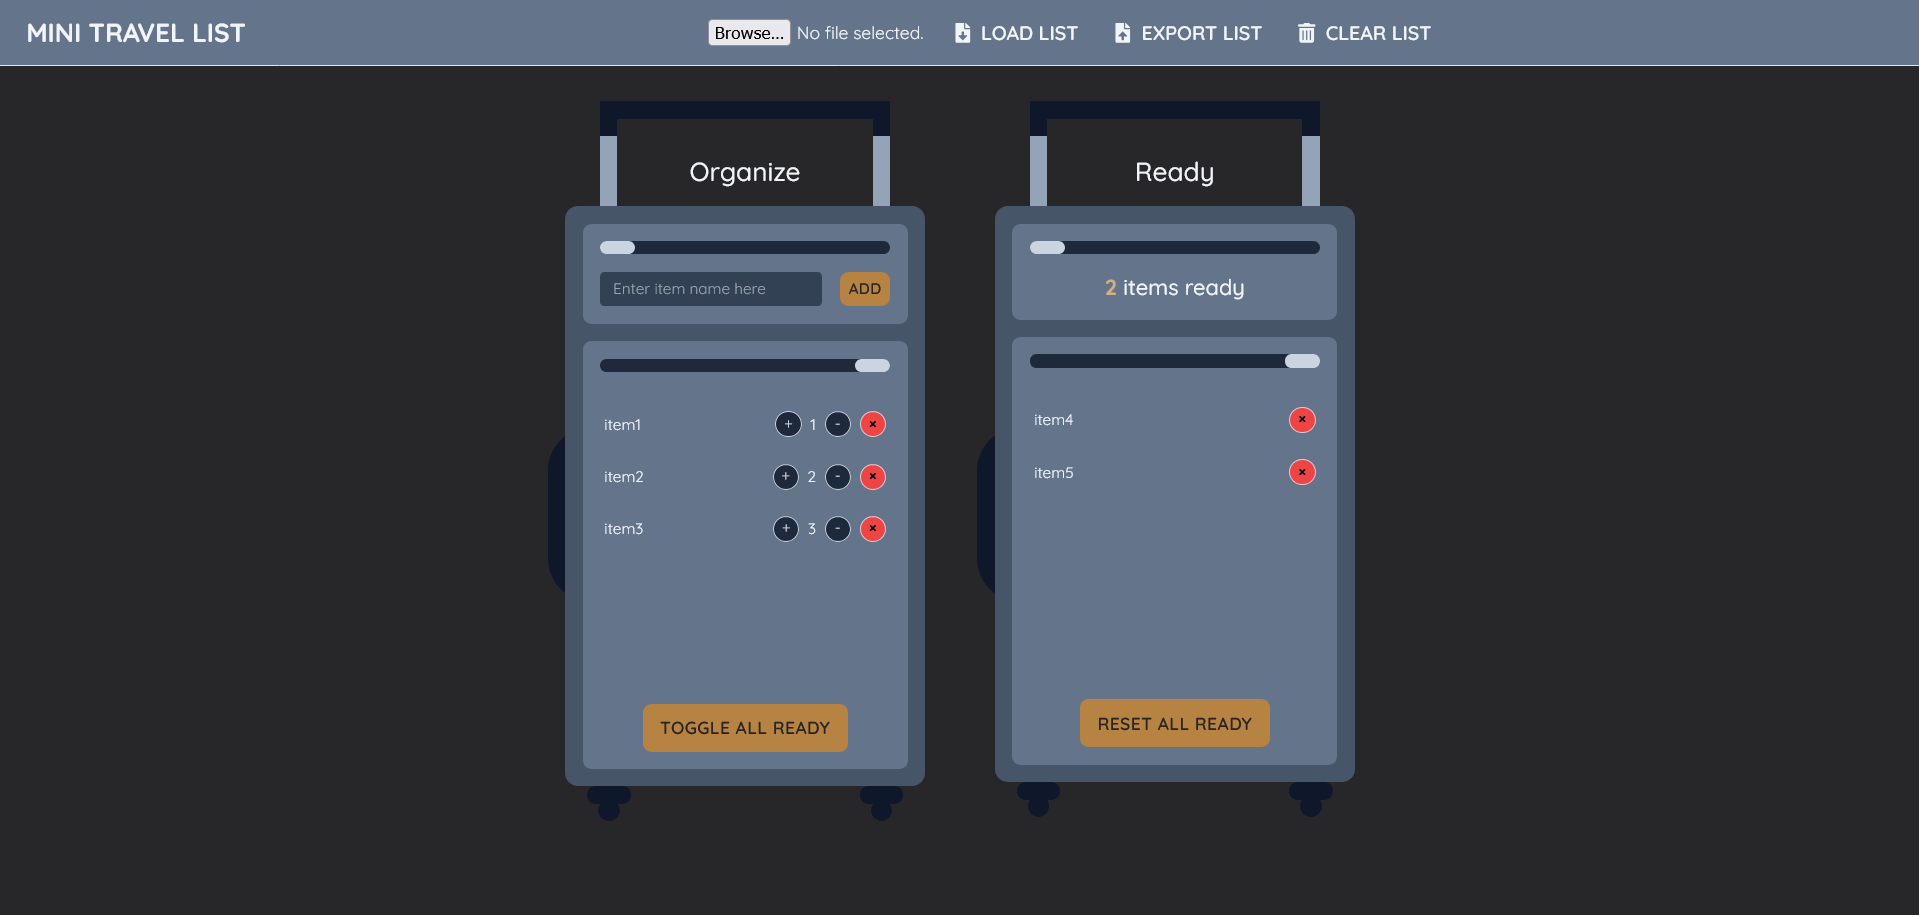 MINI TRAVEL LIST
Browse... No file selected. LOAD LIST EXPORT LIST CLEAR LIST
Organize
ADD
Enter item name here
item1 + 1 - ×
item2 + 2 - ×
item3 + 3 - ×
TOGGLE ALL READY
Ready
2 items ready
item4 ×
item5 ×
RESET ALL READY